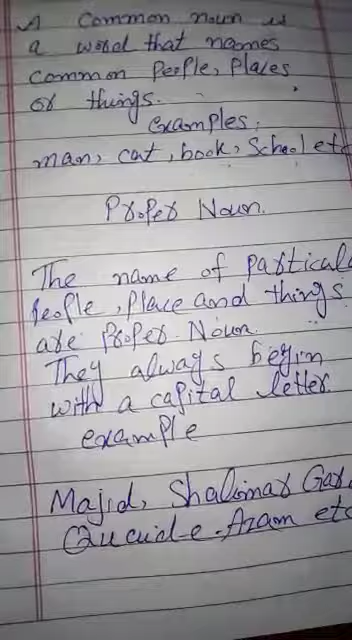 A Common noun is
a word that names
common People, Places
or things.
examples:
man, cat, book, School etc
Proper Noun.
The name of particul
People, Place and things
are Proper Noun.
They always begin
with a capital letter.
example
Majid, Shalimar Gar
Quaid-e-Azam etc